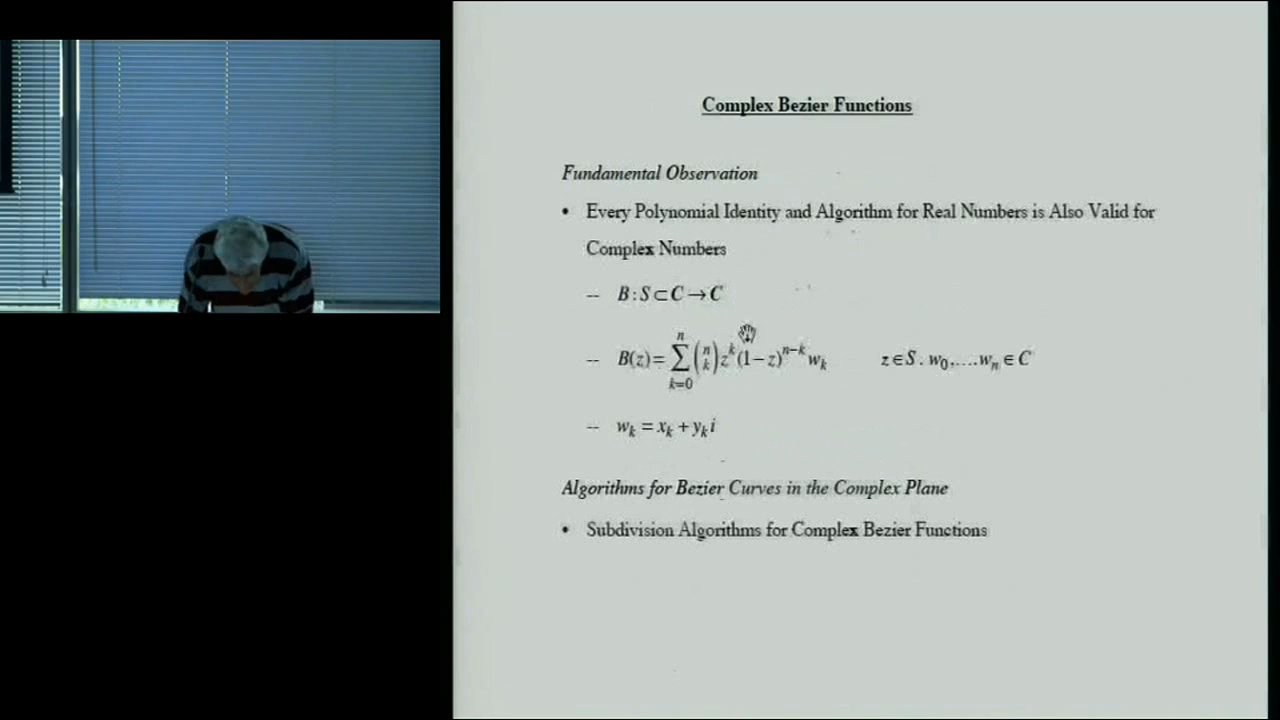 Complex Bezier Functions
Fundamental Observation
• Every Polynomial Identity and Algorithm for Real Numbers is Also Valid for
Complex Numbers
-- B : S ⊂ C → C
-- B(z) = ∑_{k=0}^{n} (n k) z^k (1−z)^{n−k} w_k z ∈ S . w_0,....w_n ∈ C
-- w_k = x_k + y_k i
Algorithms for Bezier Curves in the Complex Plane
• Subdivision Algorithms for Complex Bezier Functions